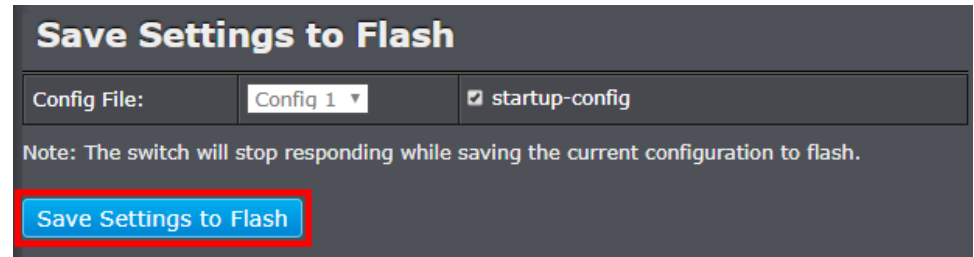 Save Settings to Flash
Config File: Config 1 startup-config
Note: The switch will stop responding while saving the current configuration to flash.
Save Settings to Flash